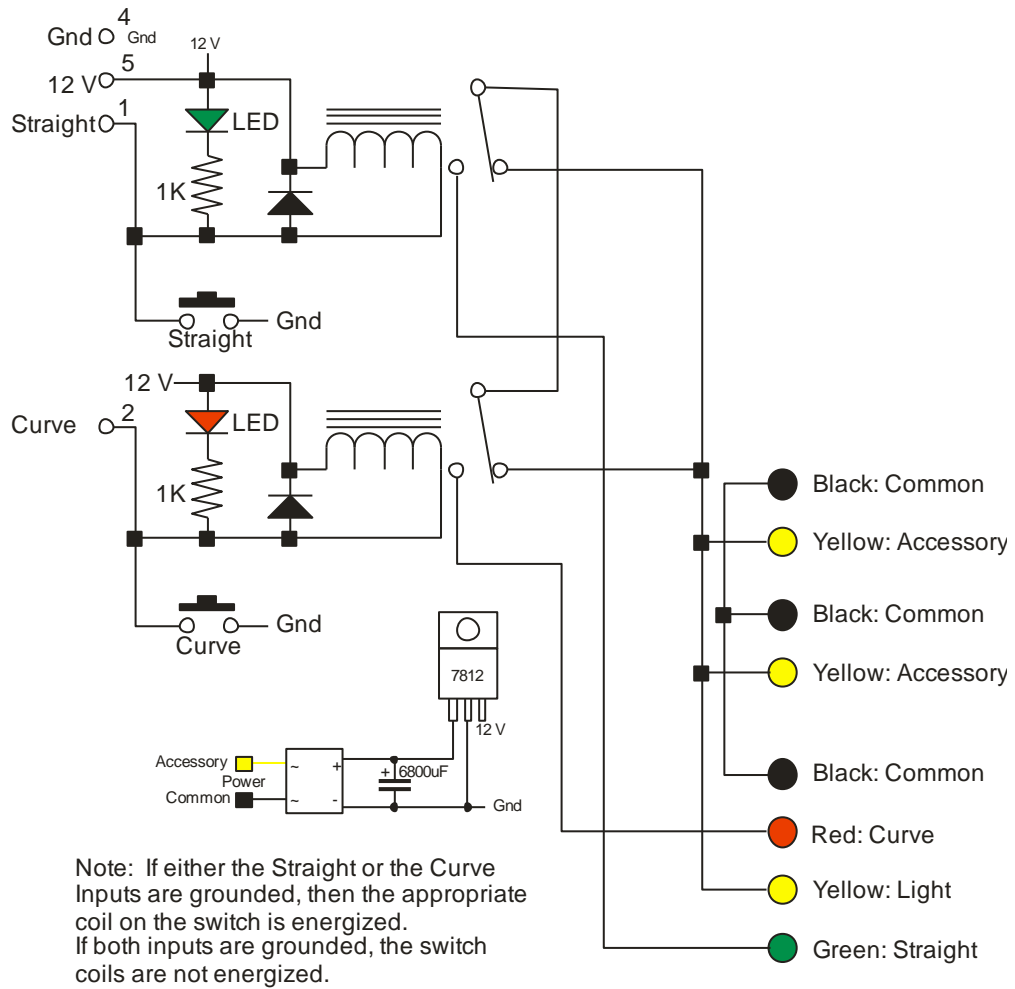 4
Gnd Gnd
12 V
5
12 V
1
Straight
LED
1K
Gnd
Straight
12 V
2
Curve
LED
1K
Gnd
Curve
Black: Common
Yellow: Accessory
Black: Common
Yellow: Accessory
Black: Common
Red: Curve
Yellow: Light
Green: Straight
7812
12 V
Accessory
Power
Common
~
~
+
-
+
6800uF
Gnd
Note: If either the Straight or the Curve
Inputs are grounded, then the appropriate
coil on the switch is energized.
If both inputs are grounded, the switch
coils are not energized.